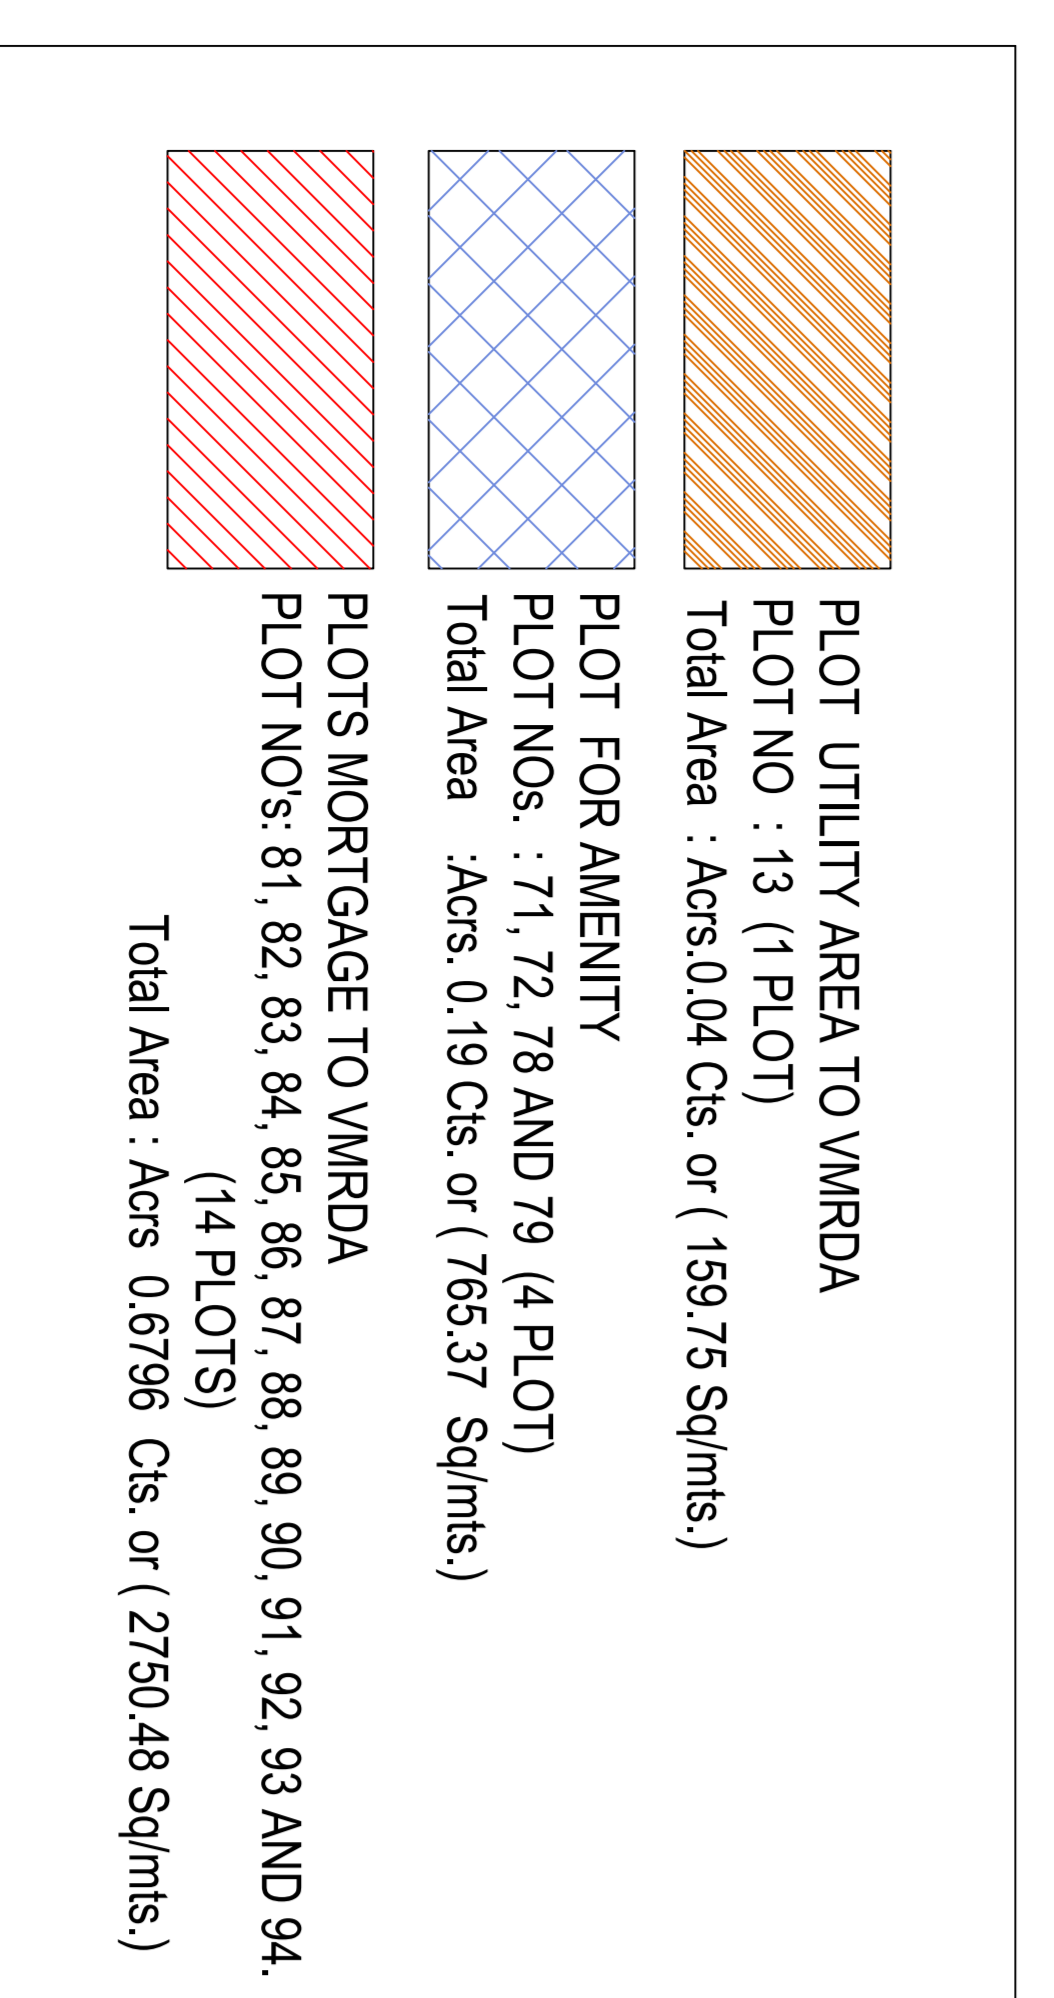 PLOT UTILITY AREA TO VMRDA
PLOT NO : 13 (1 PLOT)
Total Area : Acrs.0.04 Cts. or ( 159.75 Sq/mts.)
PLOT FOR AMENITY
PLOT NOs. : 71, 72, 78 AND 79 (4 PLOT)
Total Area :Acrs. 0.19 Cts. or ( 765.37 Sq/mts.)
PLOTS MORTGAGE TO VMRDA
PLOT NO's: 81, 82, 83, 84, 85, 86, 87, 88, 89, 90, 91, 92, 93 AND 94.
(14 PLOTS)
Total Area : Acrs 0.6796 Cts. or ( 2750.48 Sq/mts.)